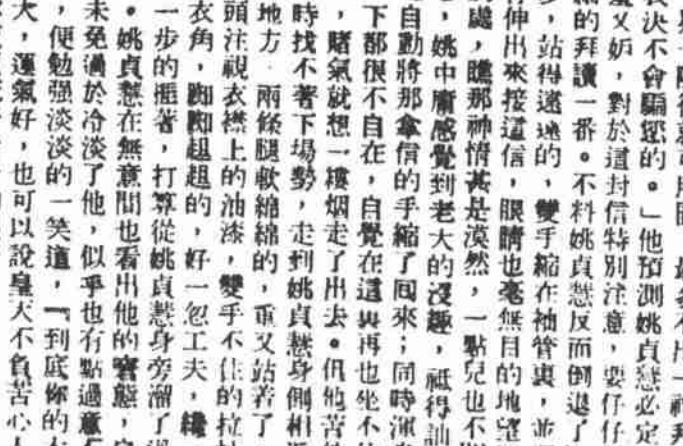 表決不會騙您的。」他預測姚貞慧必定
又妒,對於這封信特別注意,要仔仔
的拜讀一番。不料姚貞慧反而倒退了
,站得遠遠的,雙手縮在袖管裏,並
伸出來接這信,眼睛也毫無目的地望
處,瞧那神情甚是漠然,一點兒也不
,姚中庸感覺到老大的沒趣,祗得訕
自動將那拿信的手縮了回來;同時渾
下都很不自在,自覺在這裏再也坐不
,賭氣就想一樓烟走了出去。但他苦
時找不著下場勢,走到姚貞慧身側相
地方,兩條腿軟綿綿的,重又站着了
頭注視衣襟上的油漆,雙手不住的拉
衣角,踟踟趄趄的,好一忽工夫,纔
一步的捱著,打算從姚貞慧身旁溜了
。姚貞慧在無意間也看出他的窘態,
未免過於冷淡了他,似乎也有點過意
,便勉强淡淡的一笑道,「到底你的
大,運氣好,也可以說皇天不負苦心人